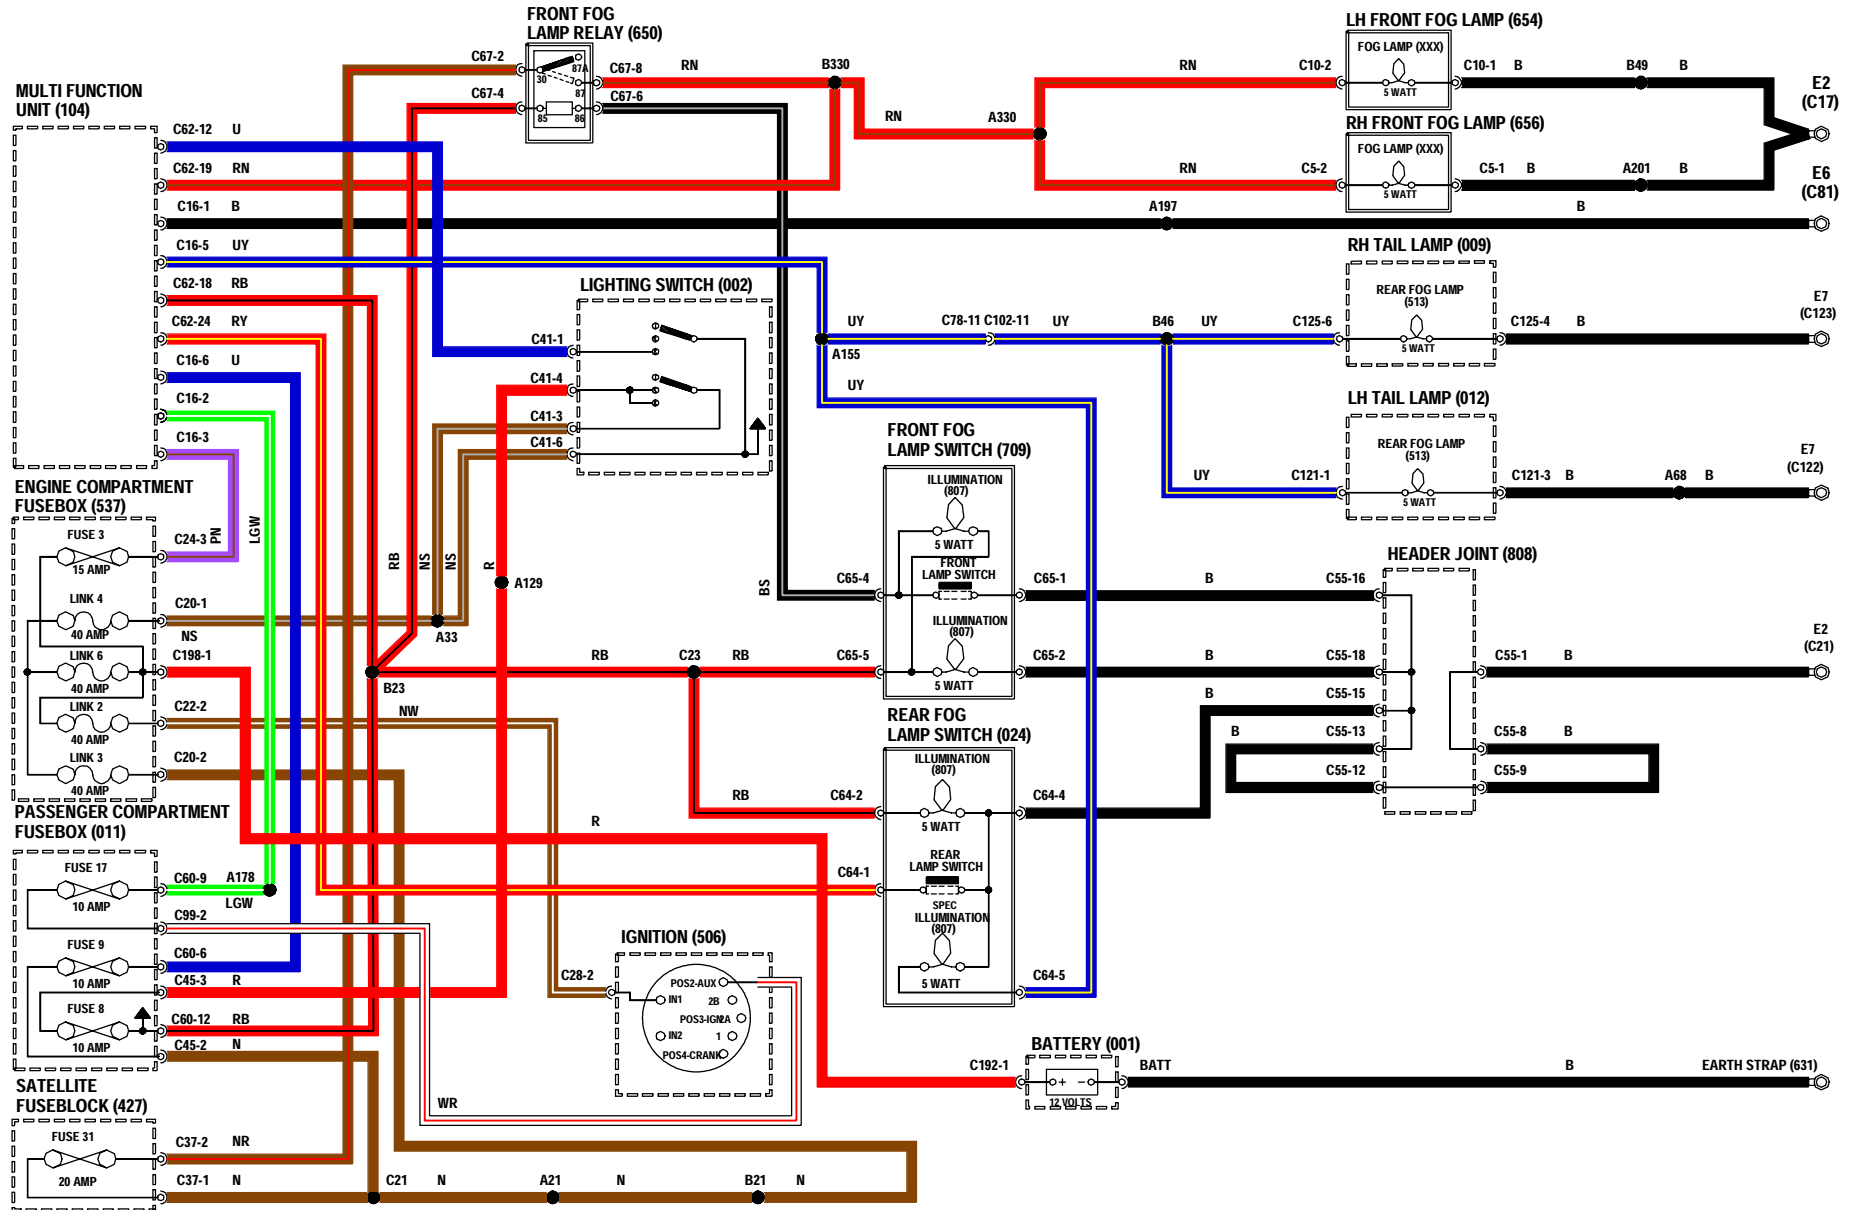 FRONT FOG
LAMP RELAY (650)
C67-2
87A
30
87
C67-8
RN
B330
C67-4
85
86
C67-6
RN
A330
RN
C10-2
LH FRONT FOG LAMP (654)
FOG LAMP (XXX)
5 WATT
C10-1
B
B49
B
E2
(C17)
RH FRONT FOG LAMP (656)
FOG LAMP (XXX)
5 WATT
RN
C5-2
C5-1
B
A201
B
E6
(C81)
MULTI FUNCTION
UNIT (104)
C62-12
U
C62-19
RN
C16-1
B
A197
B
C16-5
UY
C62-18
RB
C62-24
RY
C16-6
U
C16-2
C16-3
LIGHTING SWITCH (002)
C41-1
C41-4
C41-3
C41-6
UY
A155
UY
C78-11
C102-11
UY
B46
UY
C125-6
RH TAIL LAMP (009)
REAR FOG LAMP
(513)
5 WATT
C125-4
B
E7
(C123)
LH TAIL LAMP (012)
REAR FOG LAMP
(513)
5 WATT
UY
C121-1
C121-3
B
A68
B
E7
(C122)
ENGINE COMPARTMENT
FUSEBOX (537)
FUSE 3
15 AMP
C24-3
PN
LGW
LINK 4
40 AMP
C20-1
NS
LINK 6
40 AMP
C198-1
LINK 2
40 AMP
C22-2
LINK 3
40 AMP
C20-2
RB
NS
NS
R
A129
A33
B23
NW
BS
FRONT FOG
LAMP SWITCH (709)
ILLUMINATION
(807)
5 WATT
FRONT
LAMP SWITCH
ILLUMINATION
(807)
5 WATT
C65-4
C65-1
B
C55-16
RB
C23
RB
C65-5
C65-2
B
C55-18
HEADER JOINT (808)
B
C55-15
B
C55-13
C55-12
C55-1
B
E2
(C21)
C55-8
B
C55-9
REAR FOG
LAMP SWITCH (024)
ILLUMINATION
(807)
5 WATT
REAR
LAMP SWITCH
SPEC
ILLUMINATION
(807)
5 WATT
RB
C64-2
C64-4
C64-1
C64-5
R
PASSENGER COMPARTMENT
FUSEBOX (011)
FUSE 17
10 AMP
C60-9
A178
LGW
C99-2
FUSE 9
10 AMP
C60-6
C45-3
R
FUSE 8
10 AMP
C60-12
RB
C45-2
N
IGNITION (506)
C28-2
POS2-AUX
IN1
2B
POS3-IGN
2A
IN2
1
POS4-CRANK
WR
BATTERY (001)
C192-1
+
–
12 VOLTS
BATT
B
EARTH STRAP (631)
SATELLITE
FUSEBLOCK (427)
FUSE 31
20 AMP
C37-2
NR
C37-1
N
C21
N
A21
N
B21
N